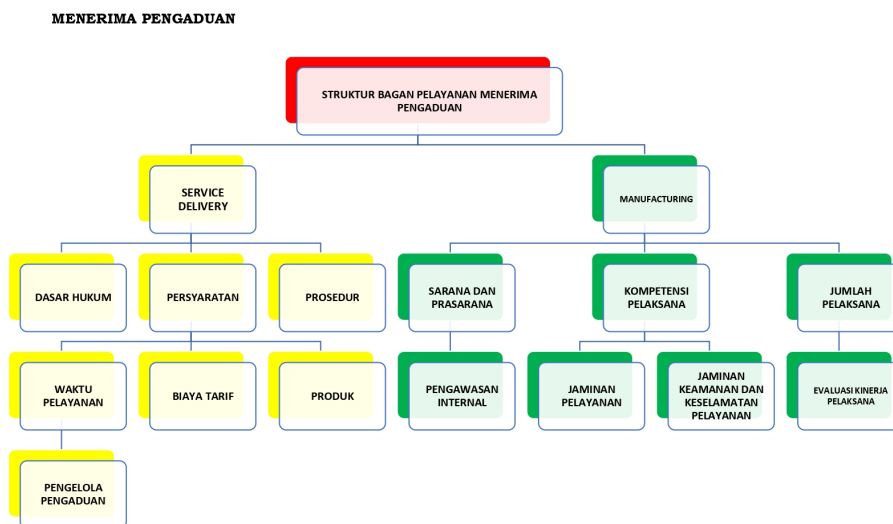 MENERIMA PENGADUAN
STRUKTUR BAGAN PELAYANAN MENERIMA
PENGADUAN
SERVICE
DELIVERY
MANUFACTURING
DASAR HUKUM
PERSYARATAN
PROSEDUR
SARANA DAN
PRASARANA
KOMPETENSI
PELAKSANA
JUMLAH
PELAKSANA
WAKTU
PELAYANAN
BIAYA TARIF
PRODUK
PENGAWASAN
INTERNAL
JAMINAN
PELAYANAN
JAMINAN
KEAMANAN DAN
KESELAMATAN
PELAYANAN
EVALUASI KINERJA
PELAKSANA
PENGELOLA
PENGADUAN